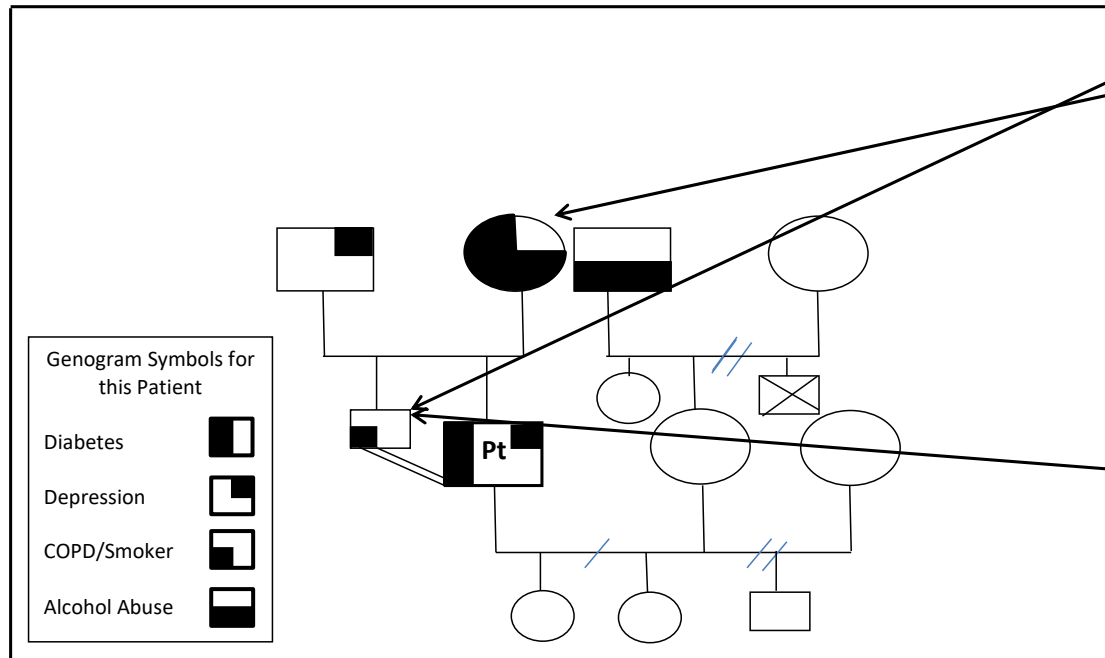 Genogram Symbols for
this Patient
Diabetes
Depression
COPD/Smoker
Alcohol Abuse
Pt